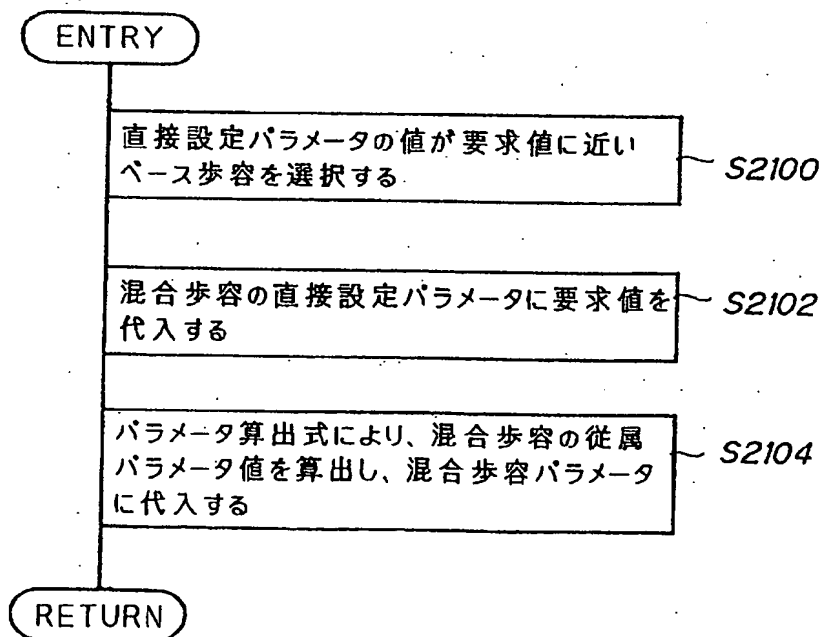 ENTRY
直接設定パラメータの値が要求値に近い
ベース歩容を選択する
S2100
混合歩容の直接設定パラメータに要求値を
代入する
S2102
パラメータ算出式により、混合歩容の従属
パラメータ値を算出し、混合歩容パラメータ
に代入する
S2104
RETURN